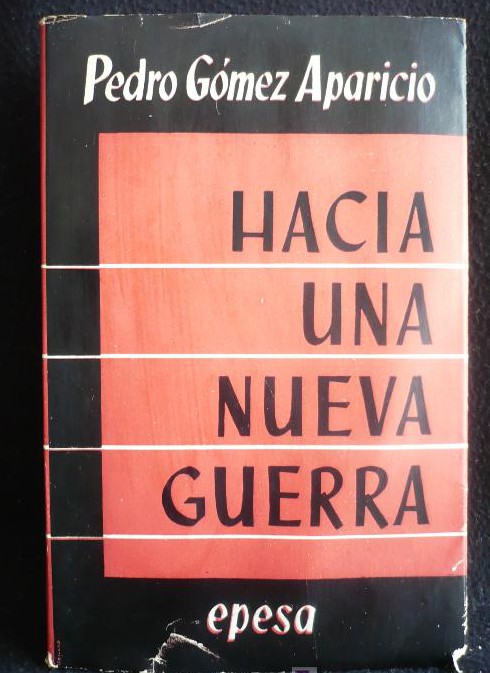 Pedro Gómez Aparicio
HACIA
UNA
NUEVA
GUERRA
epesa